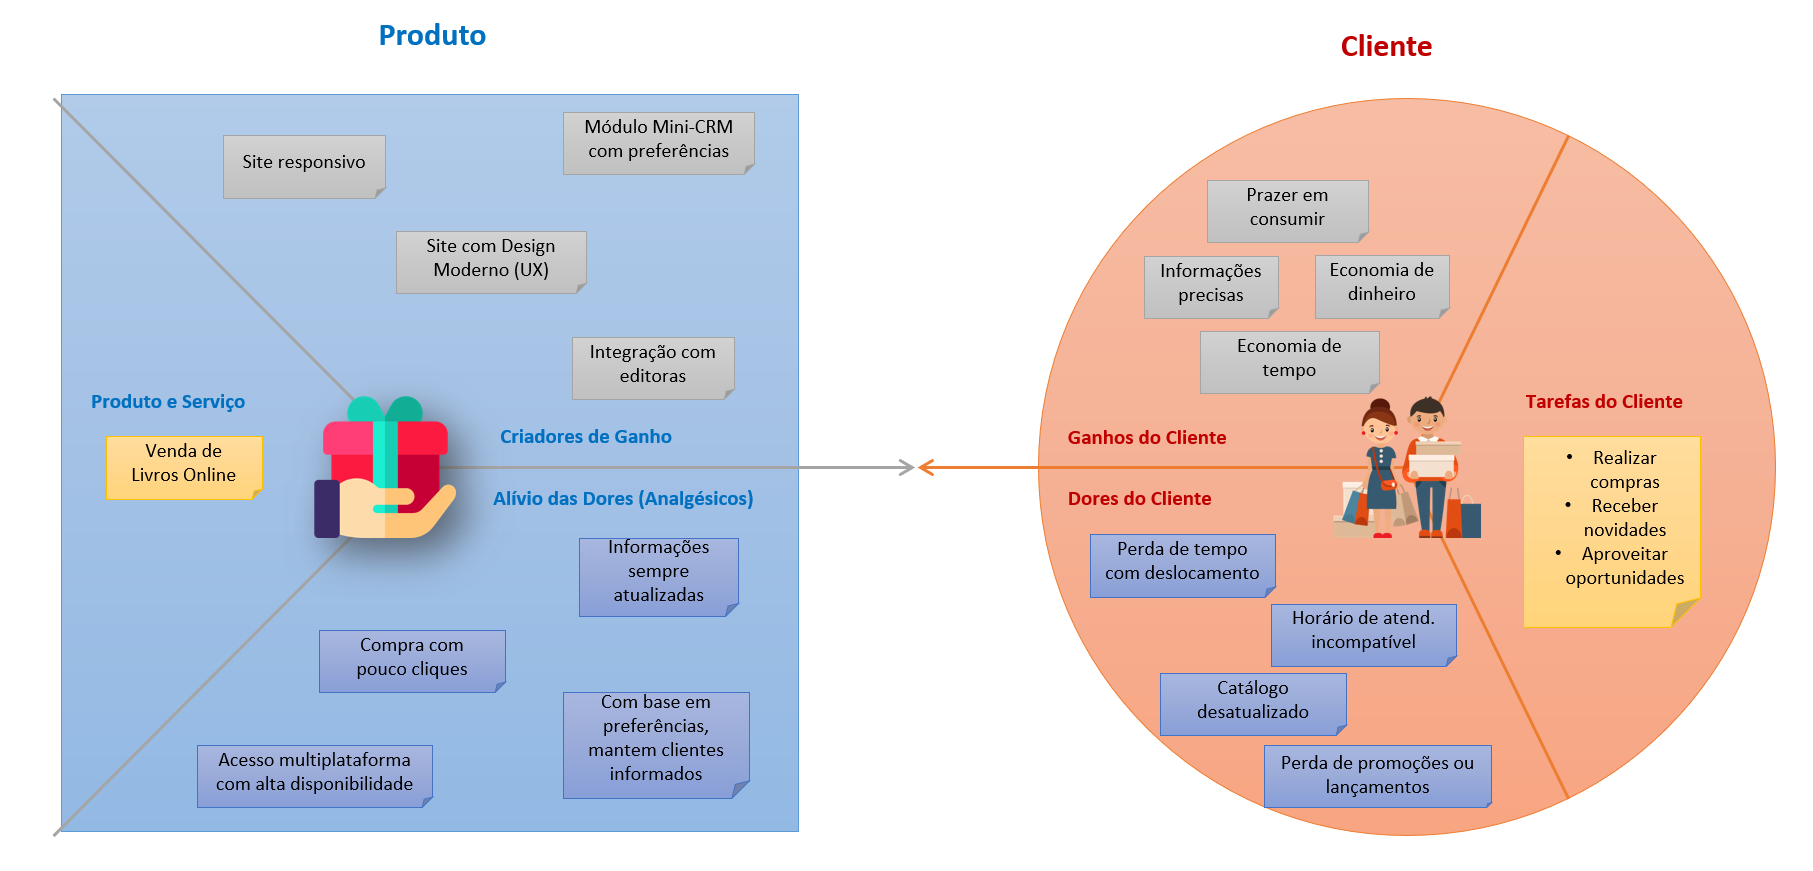 Produto
Cliente
Site responsivo
Módulo Mini-CRM
com preferências
Site com Design
Moderno (UX)
Integração com
editoras
Produto e Serviço
Venda de
Livros Online
Criadores de Ganho
Alívio das Dores (Analgésicos)
Informações
sempre
atualizadas
Compra com
pouco cliques
Com base em
preferências,
mantem clientes
informados
Acesso multiplataforma
com alta disponibilidade
Prazer em
consumir
Informações
precisas
Economia de
dinheiro
Economia de
tempo
Ganhos do Cliente
Dores do Cliente
Perda de tempo
com deslocamento
Horário de atend.
incompatível
Catálogo
desatualizado
Perda de promoções ou
lançamentos
Tarefas do Cliente
• Realizar
compras
• Receber
novidades
• Aproveitar
oportunidades